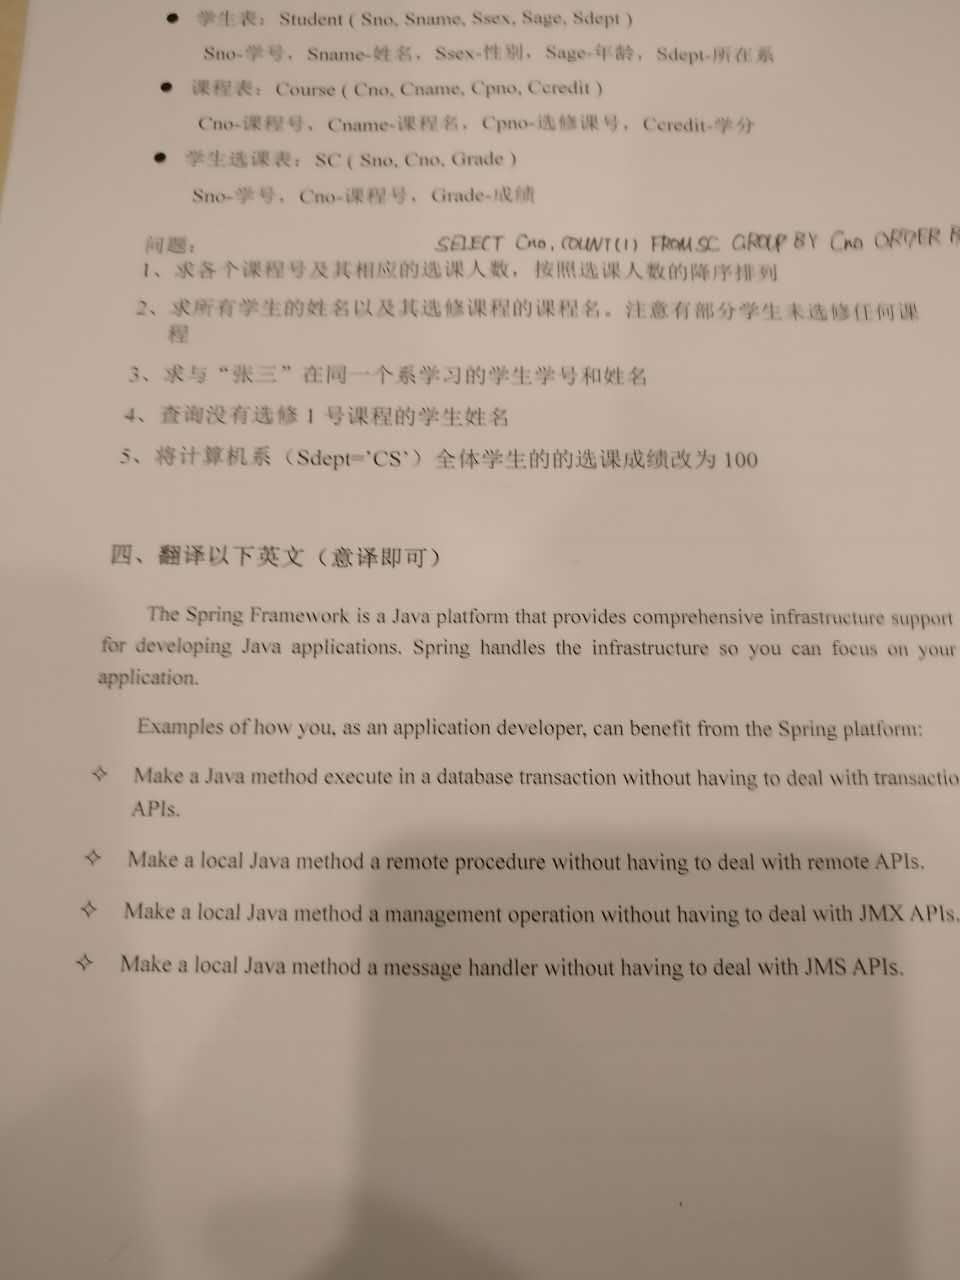 ● 学生表：Student ( Sno, Sname, Ssex, Sage, Sdept )
Sno-学号，Sname-姓名，Ssex-性别，Sage-年龄，Sdept-所在系
● 课程表：Course ( Cno, Cname, Cpno, Ccredit )
Cno-课程号，Cname-课程名，Cpno-选修课号，Ccredit-学分
● 学生选课表：SC ( Sno, Cno, Grade )
Sno-学号，Cno-课程号，Grade-成绩
问题：
SELECT Cno, COUNT(1) FROM SC GROUP BY Cno ORDER
1、求各个课程号及其相应的选课人数，按照选课人数的降序排列
2、求所有学生的姓名以及其选修课程的课程名。注意有部分学生未选修任何课
程
3、求与“张三”在同一个系学习的学生学号和姓名
4、查询没有选修 1 号课程的学生姓名
5、将计算机系（Sdept=’CS’）全体学生的的选课成绩改为 100
四、翻译以下英文（意译即可）
The Spring Framework is a Java platform that provides comprehensive infrastructure support
for developing Java applications. Spring handles the infrastructure so you can focus on your
application.
Examples of how you, as an application developer, can benefit from the Spring platform:
✧ Make a Java method execute in a database transaction without having to deal with transactio
APIs.
✧ Make a local Java method a remote procedure without having to deal with remote APIs.
✧ Make a local Java method a management operation without having to deal with JMX APIs.
✧ Make a local Java method a message handler without having to deal with JMS APIs.